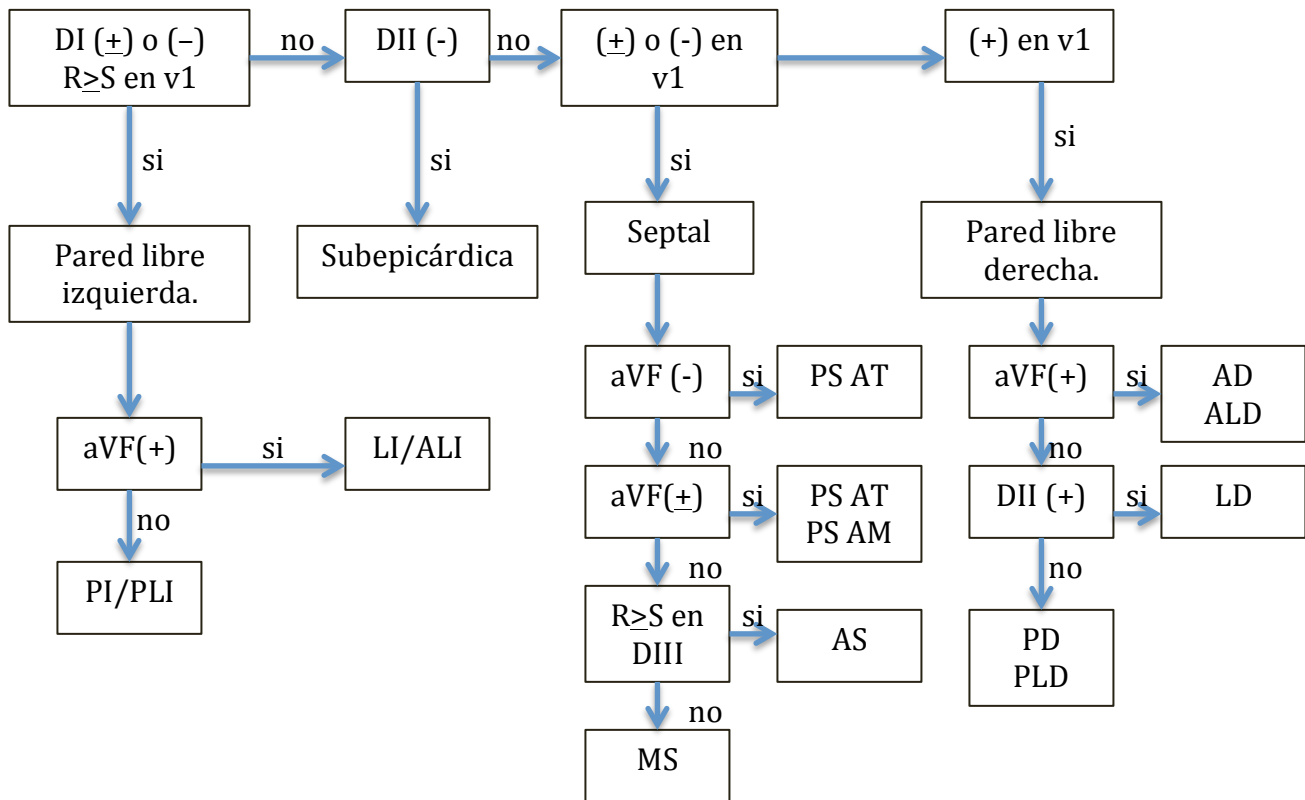 DI (±) o (–)
R≥S en v1
no
DII (-)
no
(±) o (-) en
v1
(+) en v1
si
si
si
si
Pared libre
izquierda.
Subepicárdica
Septal
Pared libre
derecha.
aVF(+)
si
LI/ALI
no
PI/PLI
aVF (-)
si
PS AT
no
aVF(±)
si
PS AT
PS AM
no
R≥S en
DIII
si
AS
no
MS
aVF(+)
si
AD
ALD
no
DII (+)
si
LD
no
PD
PLD